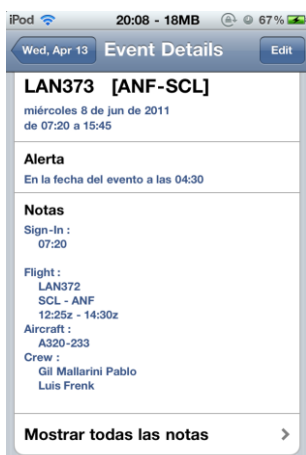 iPod 20:08 - 18MB 67%
Wed, Apr 13 Event Details Edit
LAN373 [ANF-SCL]
miércoles 8 de jun de 2011
de 07:20 a 15:45
Alerta
En la fecha del evento a las 04:30
Notas
Sign-In :
07:20
Flight :
LAN372
SCL - ANF
12:25z - 14:30z
Aircraft :
A320-233
Crew :
Gil Mallarini Pablo
Luis Frenk
Mostrar todas las notas